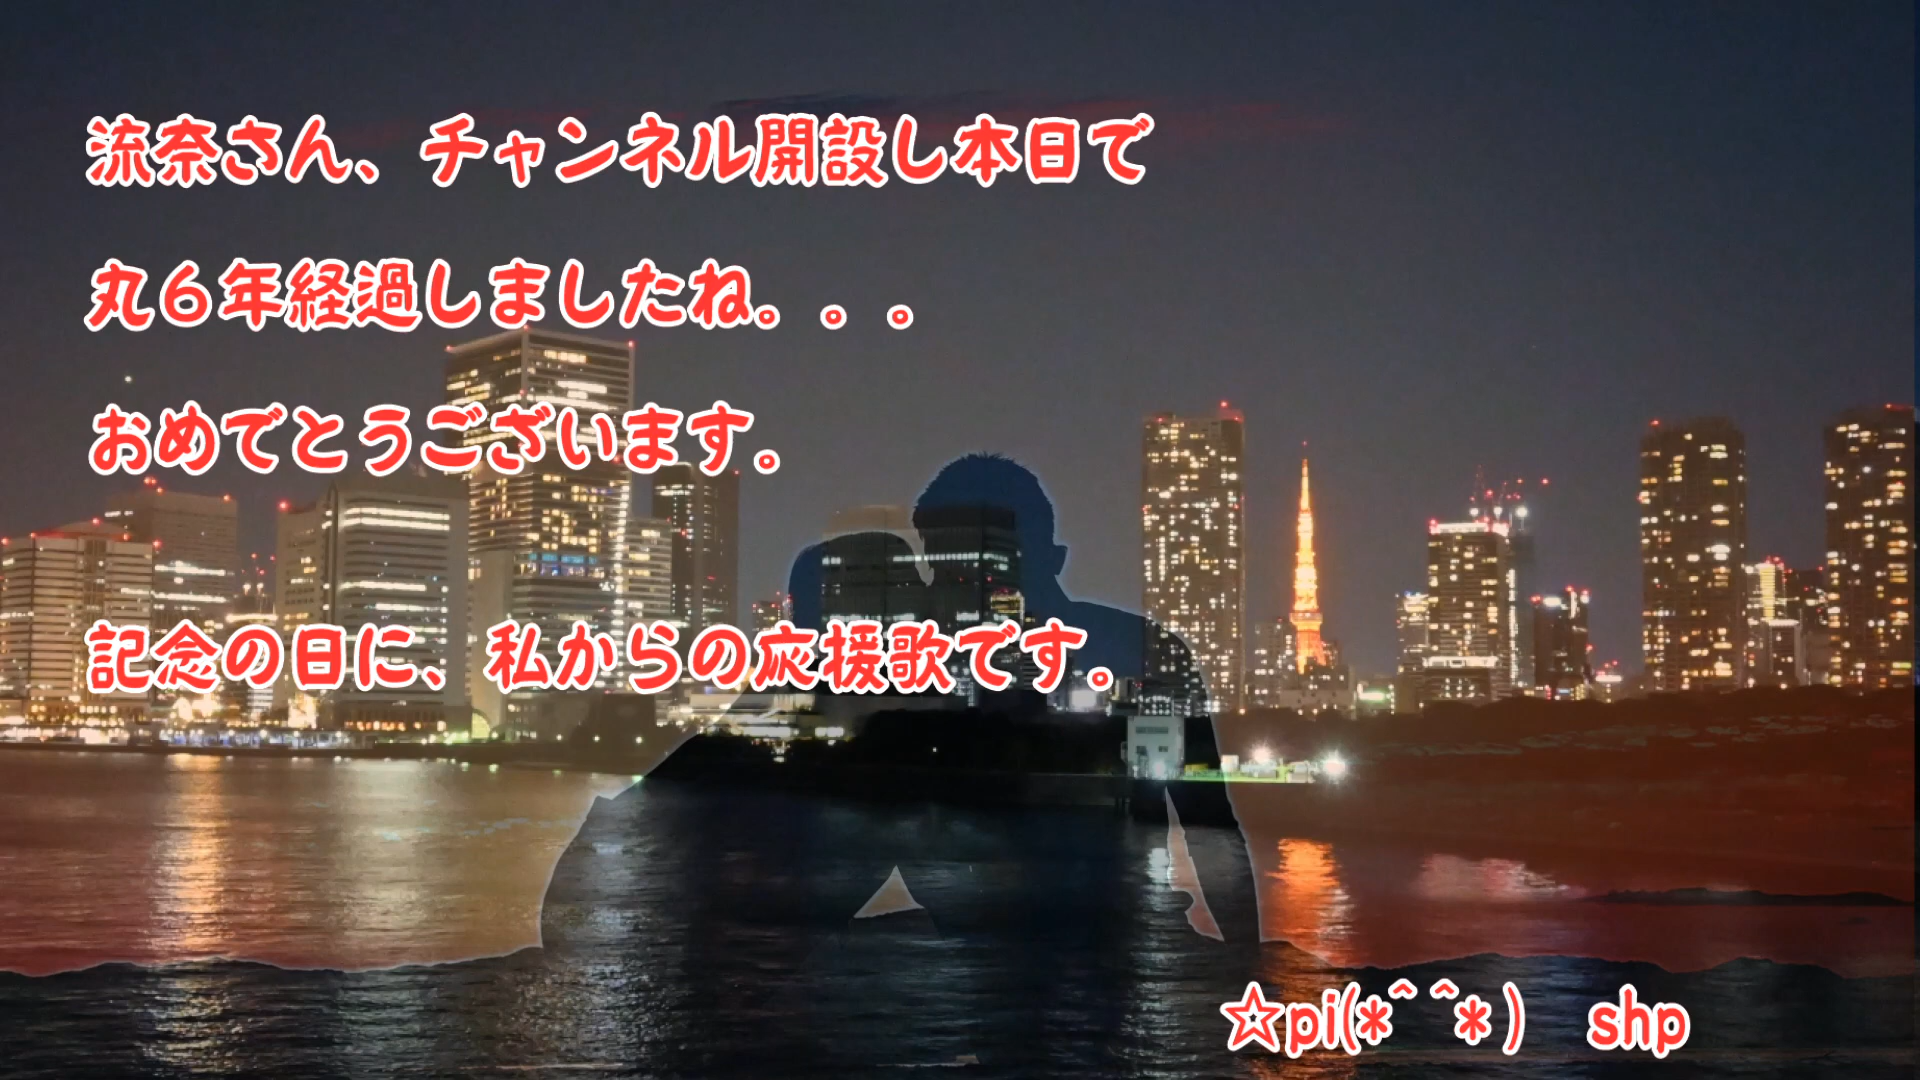 流奈さん、チャンネル開設し本日で
丸６年経過しましたね。。。
おめでとうございます。
記念の日に、私からの応援歌です。
☆pi(*^ ^*)　shp